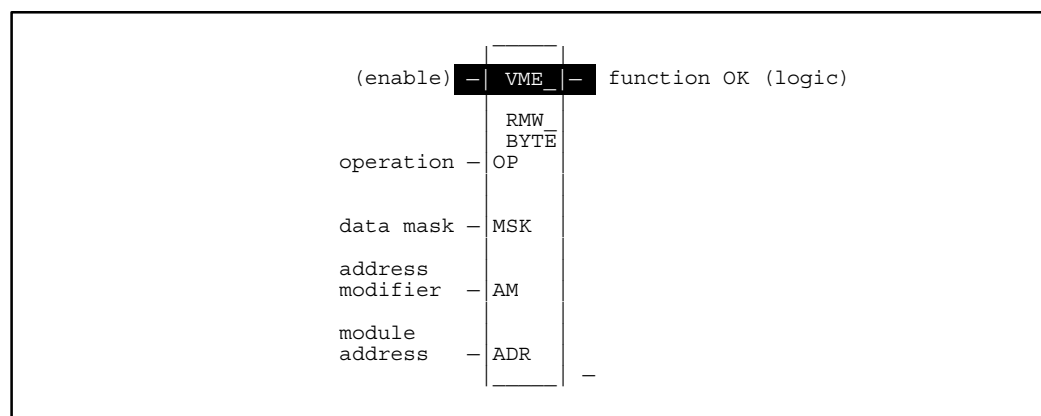 (enable) VME_ function OK (logic)
RMW_
BYTE
operation OP
data mask MSK
address
modifier AM
module
address ADR